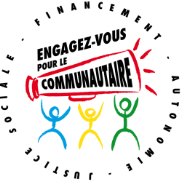 ENGAGEZ-VOUS
POUR LE
COMMUNAUTAIRE
FINANCEMENT - AUTONOMIE - JUSTICE SOCIALE -